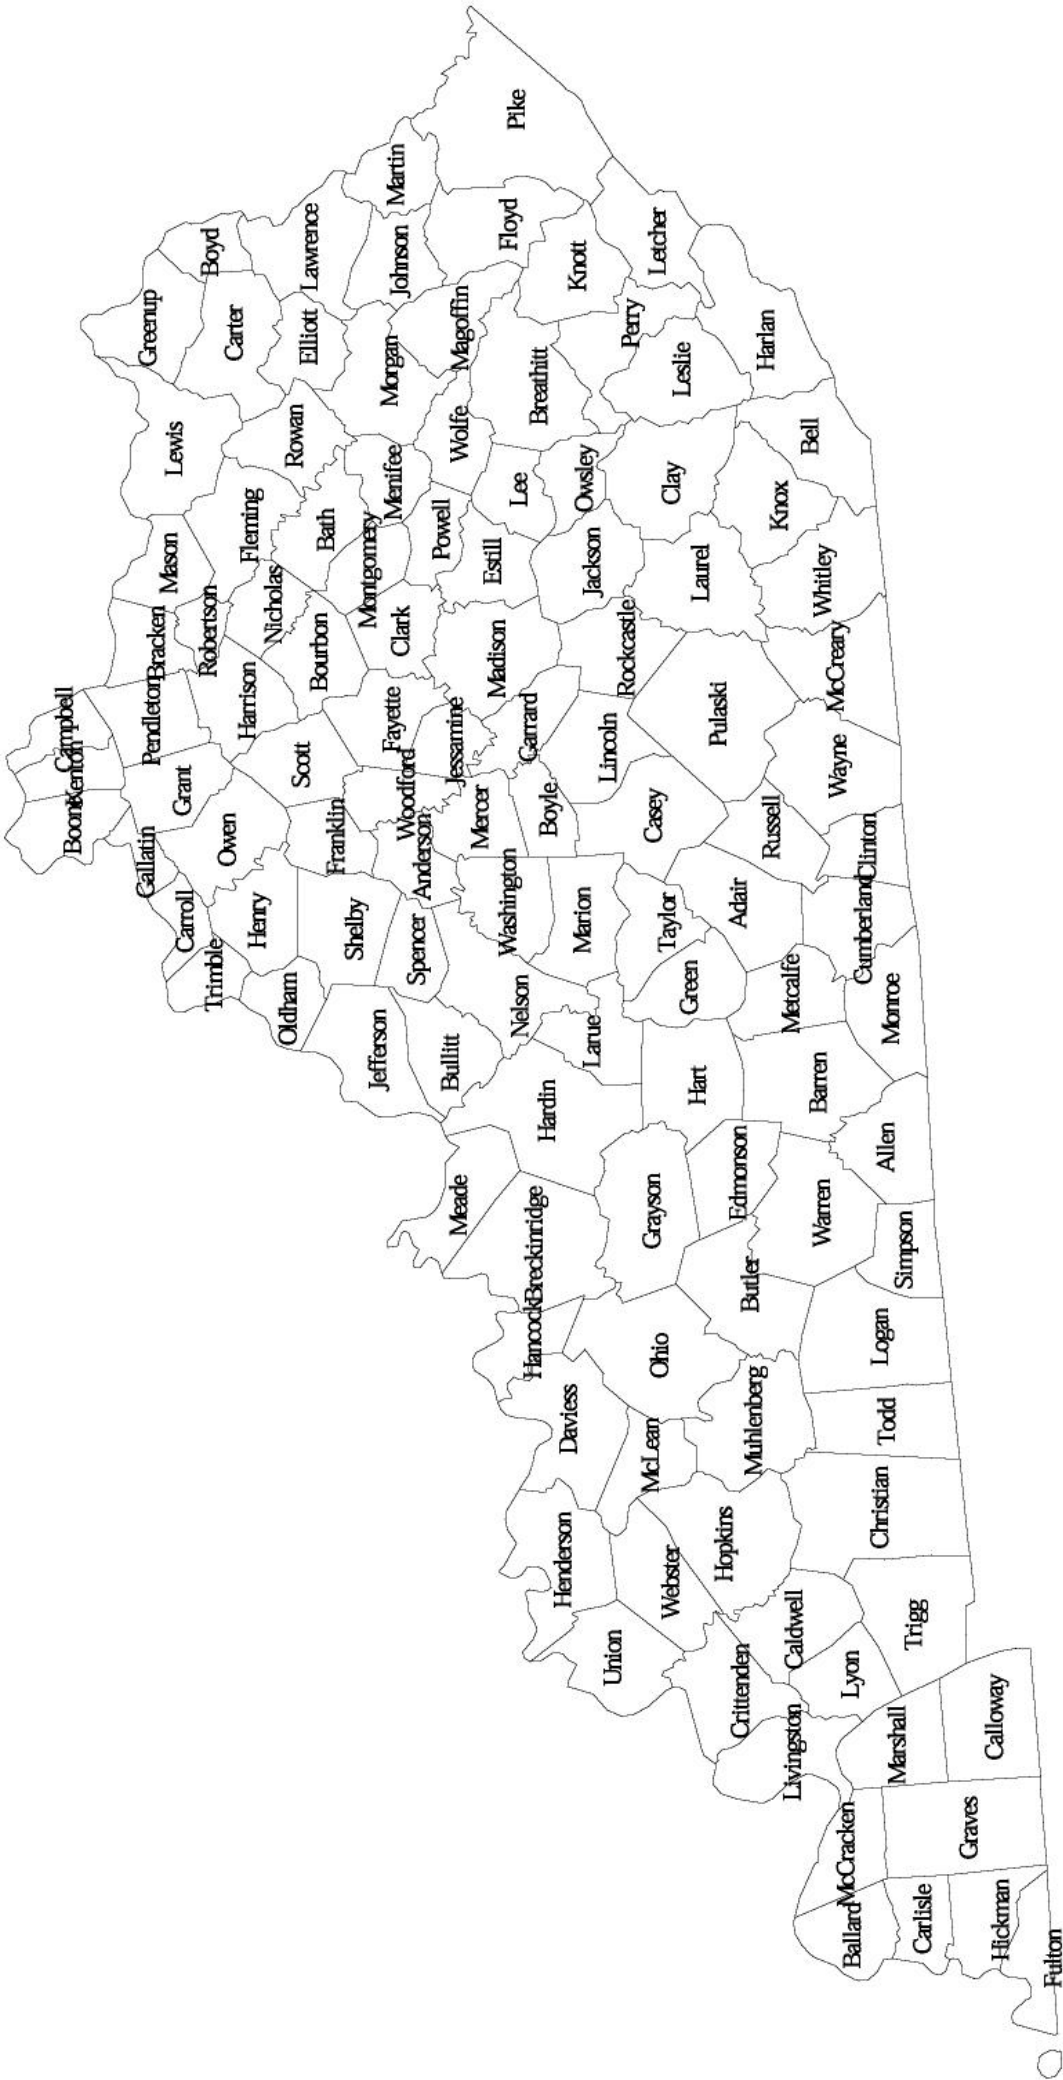 Boone
Kenton
Campbell
Gallatin
Pendleton
Bracken
Grant
Mason
Carroll
Trimble
Owen
Robertson
Lewis
Greenup
Boyd
Carter
Henry
Harrison
Nicholas
Fleming
Rowan
Elliott
Lawrence
Oldham
Scott
Bourbon
Bath
Franklin
Shelby
Jefferson
Woodford
Fayette
Clark
Montgomery
Menifee
Morgan
Johnson
Martin
Spencer
Anderson
Jessamine
Powell
Wolfe
Magoffin
Bullitt
Meade
Mercer
Madison
Estill
Lee
Breathitt
Floyd
Pike
Hancock
Breckinridge
Hardin
Nelson
Washington
Boyle
Garrard
Jackson
Owsley
Knott
Henderson
Daviess
Larue
Marion
Lincoln
Rockcastle
Perry
Letcher
Union
Webster
McLean
Ohio
Grayson
Hart
Green
Taylor
Casey
Pulaski
Laurel
Clay
Leslie
Harlan
Crittenden
Hopkins
Muhlenberg
Butler
Edmonson
Adair
Russell
Knox
Bell
Livingston
Caldwell
Warren
Barren
Metcalfe
Wayne
McCreary
Whitley
Ballard
McCracken
Marshall
Lyon
Trigg
Christian
Todd
Logan
Simpson
Allen
Monroe
Cumberland
Clinton
Carlisle
Graves
Calloway
Hickman
Fulton